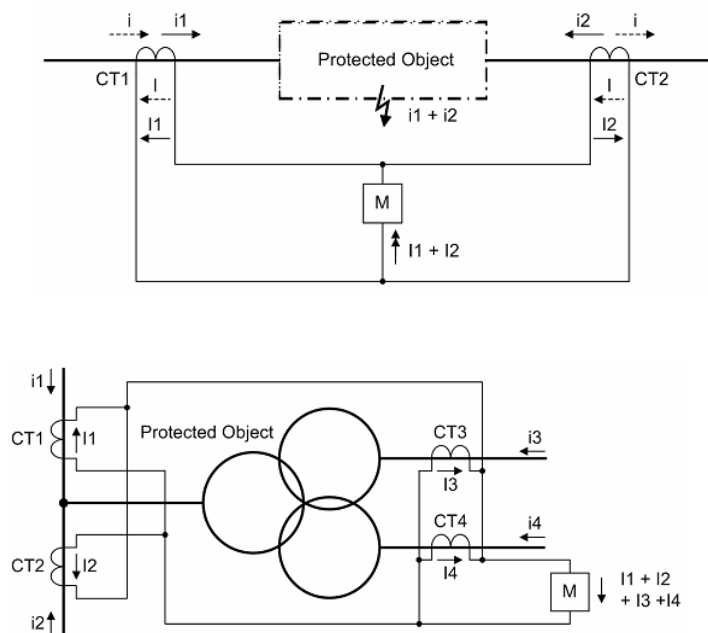 i i1 i2 i
Protected Object
CT1 CT2
I I
i1 + i2
I1 I2
M
I1 + I2
i1
CT1 I1 Protected Object CT3 i3
I3
CT4 i4
CT2 I2 I4
M I1 + I2
+ I3 +I4
i2